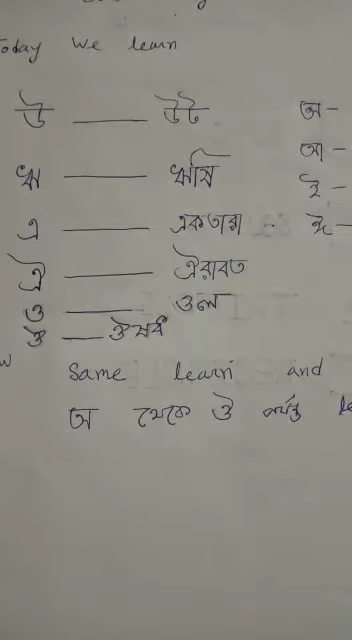 Today We learn
উ — উট অ -
ঋ — ঋষি আ -
এ — একতারা . ই -
ঐ — ঐরাবত ঈ -
ও — ওল
ঔ — ঔষধ
Same learn and
অ থেকে ঔ পর্যন্ত